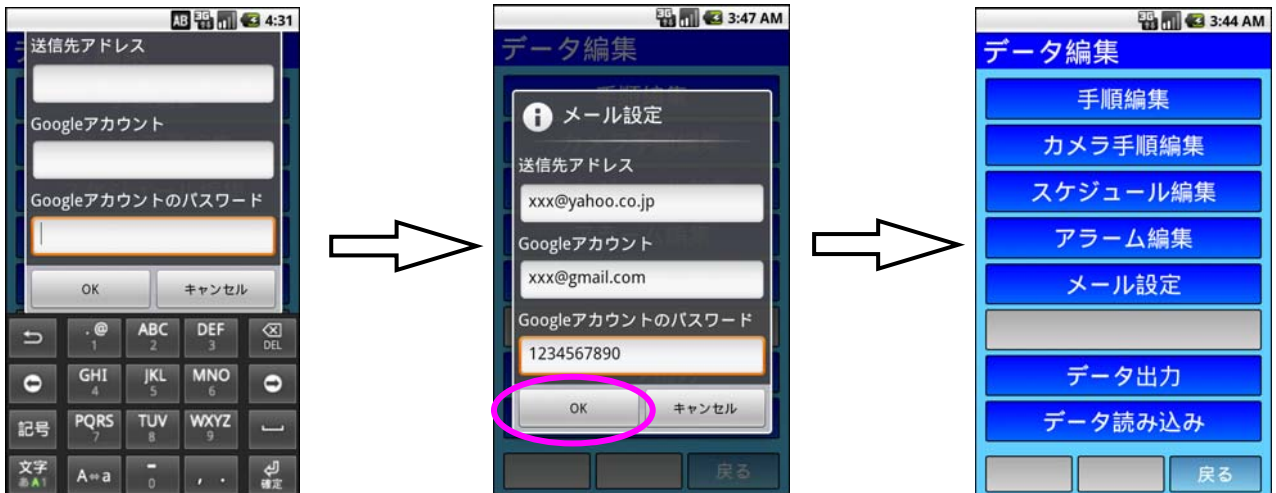 AB 3G 4:31
送信先アドレス
Googleアカウント
Googleアカウントのパスワード
OK
キャンセル
. @ 1
ABC 2
DEF 3
DEL
GHI 4
JKL 5
MNO 6
記号
PQRS 7
TUV 8
WXYZ 9
文字 あA1
A⇔a
- 0
, .
確定
3G 3:47 AM
データ編集
メール設定
送信先アドレス
xxx@yahoo.co.jp
Googleアカウント
xxx@gmail.com
Googleアカウントのパスワード
1234567890
OK
キャンセル
戻る
3G 3:44 AM
データ編集
手順編集
カメラ手順編集
スケジュール編集
アラーム編集
メール設定
データ出力
データ読み込み
戻る